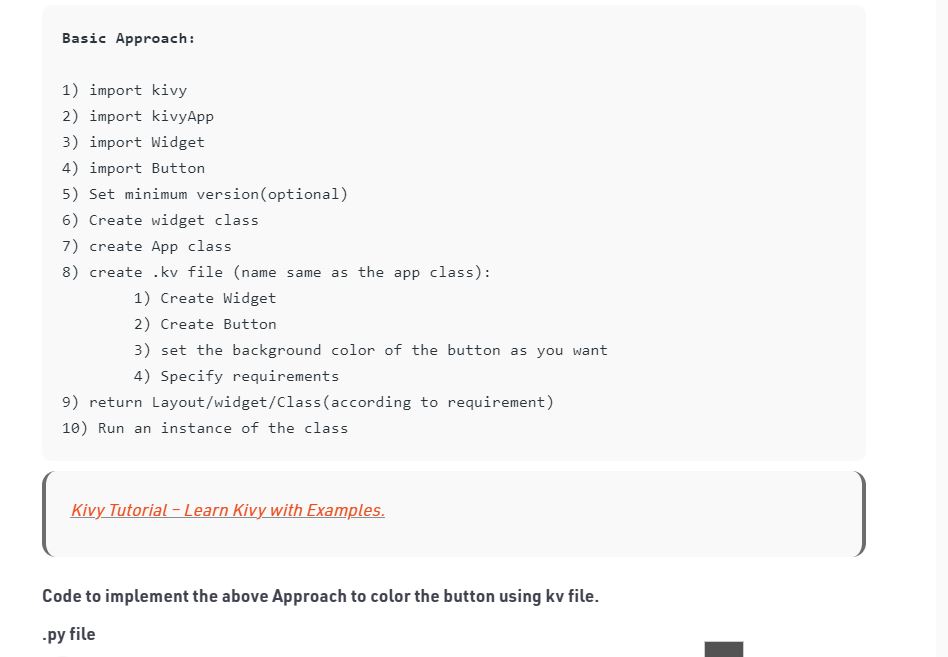 Basic Approach:
1) import kivy
2) import kivyApp
3) import Widget
4) import Button
5) Set minimum version(optional)
6) Create widget class
7) create App class
8) create .kv file (name same as the app class):
1) Create Widget
2) Create Button
3) set the background color of the button as you want
4) Specify requirements
9) return Layout/widget/Class(according to requirement)
10) Run an instance of the class
Kivy Tutorial – Learn Kivy with Examples.
Code to implement the above Approach to color the button using kv file.
.py file